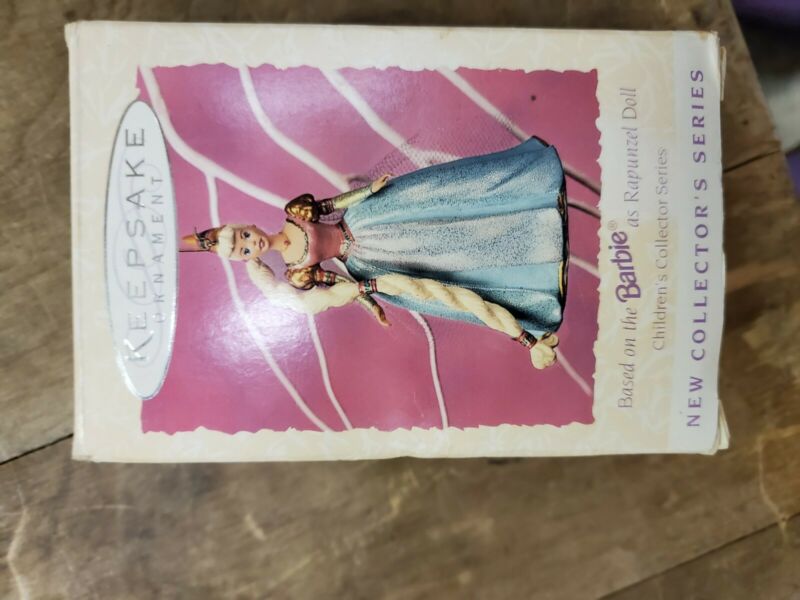 KEEPSAKE
ORNAMENT
Based on the Barbie® as Rapunzel Doll
Children's Collector Series
NEW COLLECTOR'S SERIES